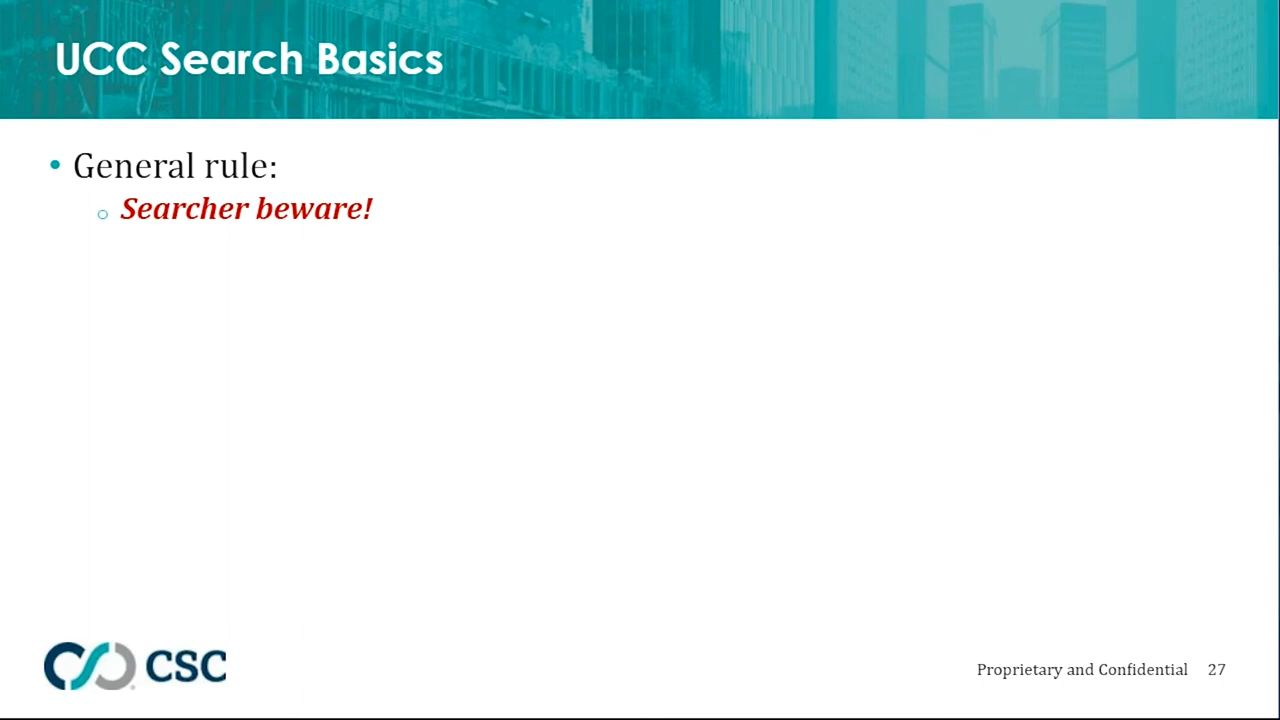 UCC Search Basics
• General rule:
○ Searcher beware!
CSC
Proprietary and Confidential 27